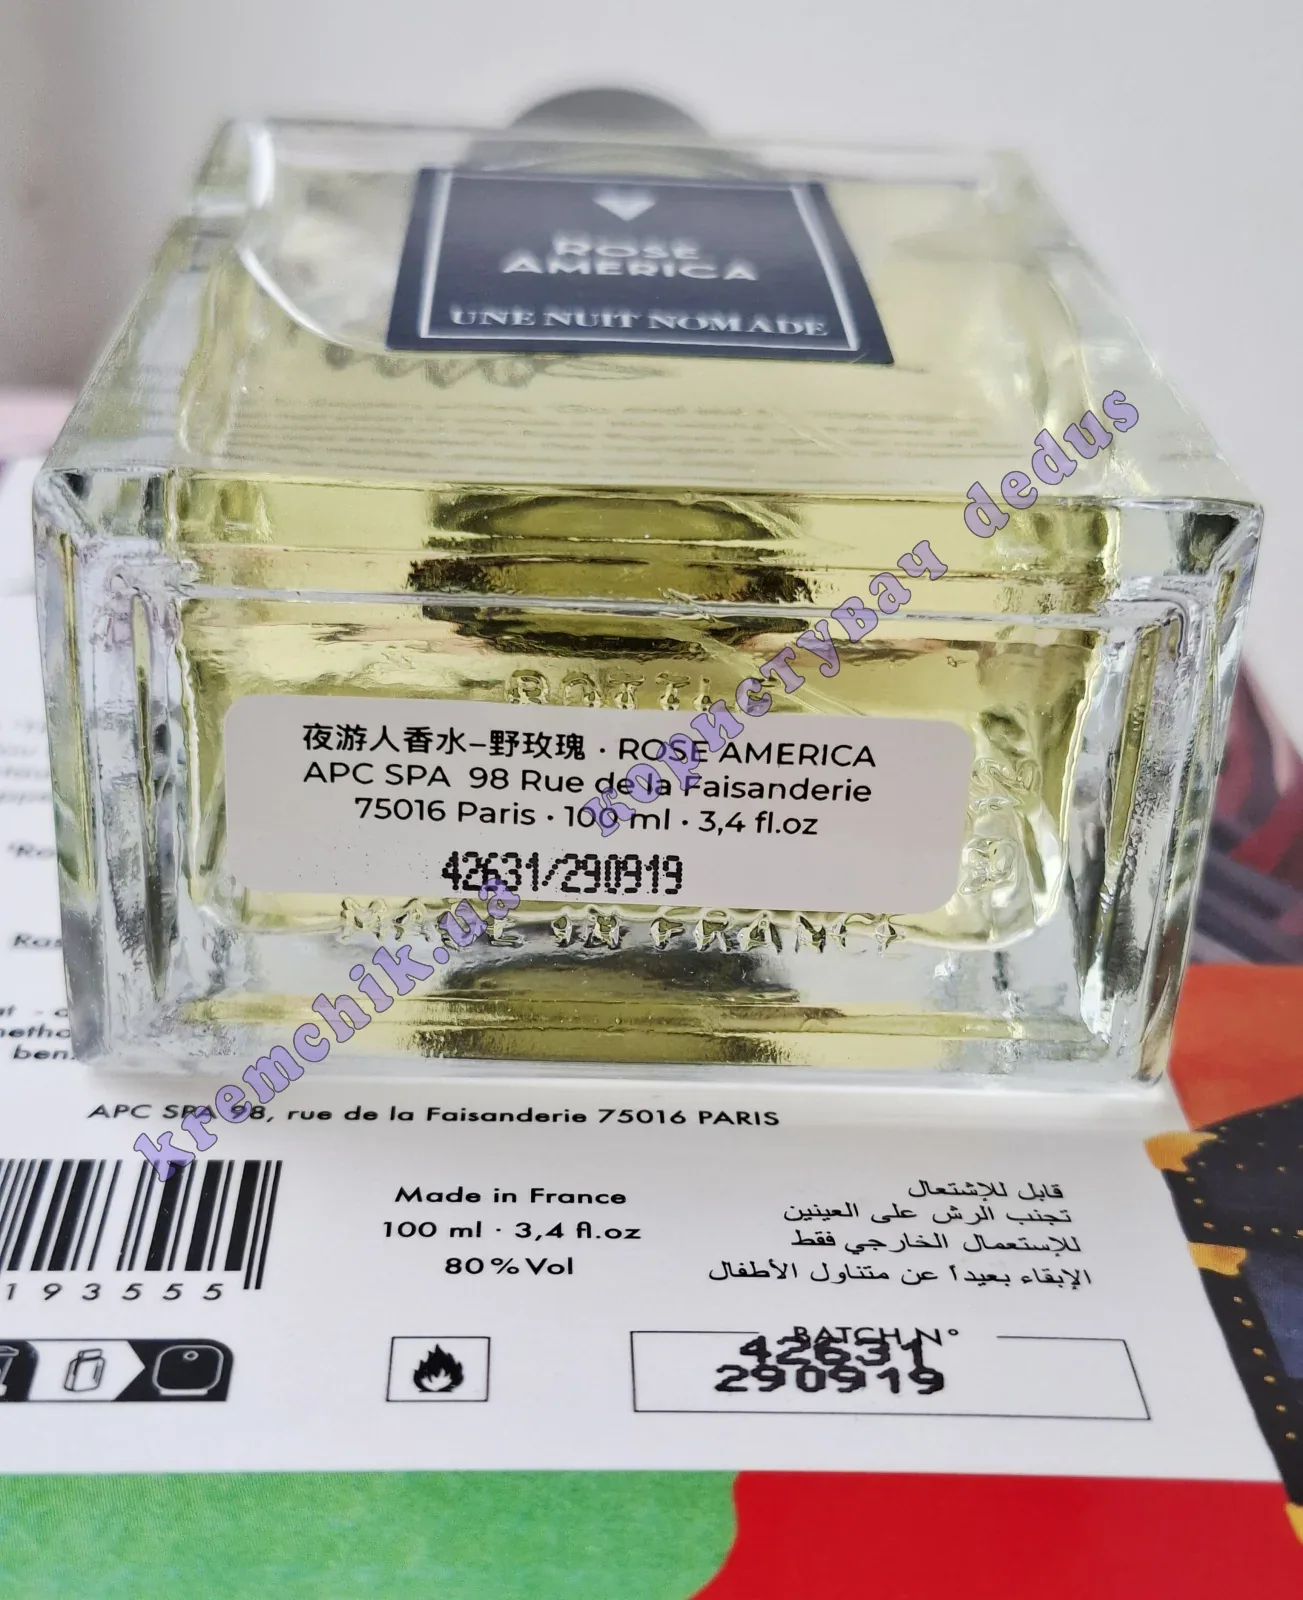 ROSE
AMERICA
UNE NUIT NOMADE
夜游人香水–野玫瑰 · ROSE AMERICA
APC SPA 98 Rue de la Faisanderie
75016 Paris · 100 ml · 3,4 fl.oz
42631/290919
MADE IN FRANCE
kremchik.ua користувач dedus
APC SPA 98, rue de la Faisanderie 75016 PARIS
193555
Made in France
100 ml · 3,4 fl.oz
80%Vol
قابل للإشتعال
تجنب الرش على العينين
للإستعمال الخارجي فقط
الإبقاء بعيداً عن متناول الأطفال
BATCH N°
42631
290919